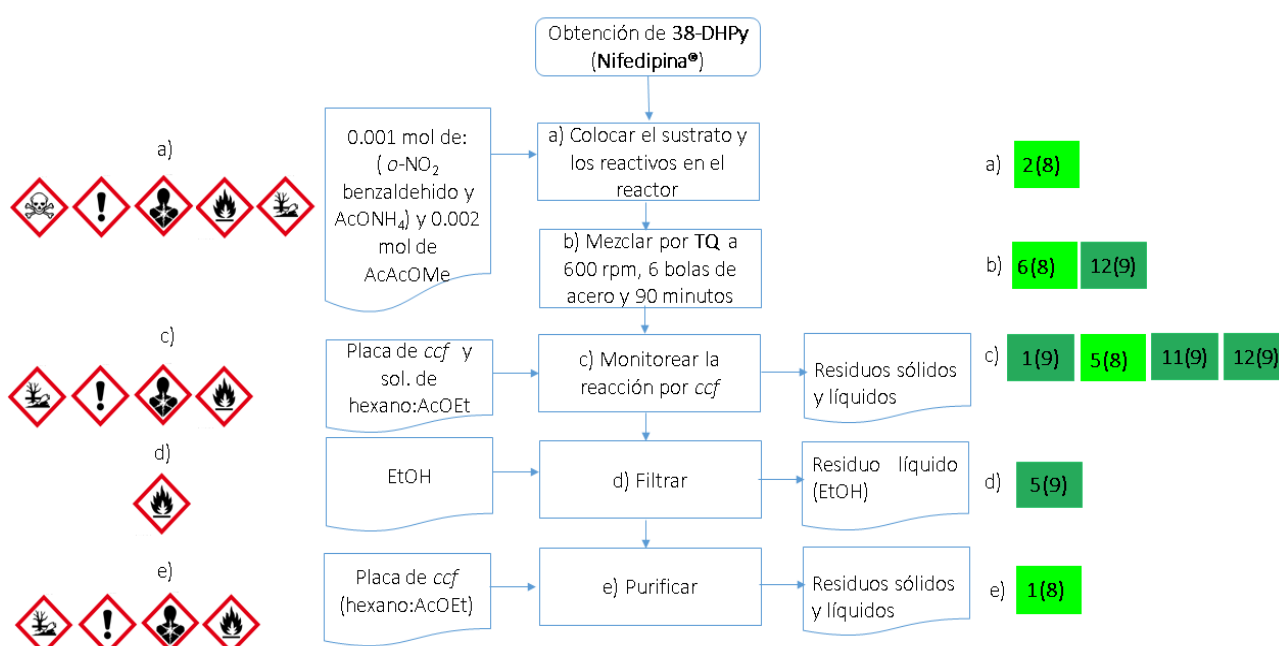 Obtención de 38-DHPy
(Nifedipina®)
a)
0.001 mol de:
( o-NO2
benzaldehido y
AcONH4) y 0.002
mol de
AcAcOMe
a) Colocar el sustrato y
los reactivos en el
reactor
a) 2(8)
b) Mezclar por TQ a
600 rpm, 6 bolas de
acero y 90 minutos
b) 6(8) 12(9)
c)
Placa de ccf y
sol. de
hexano:AcOEt
c) Monitorear la
reacción por ccf
Residuos sólidos
y líquidos
c) 1(9) 5(8) 11(9) 12(9)
d)
EtOH
d) Filtrar
Residuo líquido
(EtOH)
d) 5(9)
e)
Placa de ccf
(hexano:AcOEt)
e) Purificar
Residuos sólidos
y líquidos
e) 1(8)